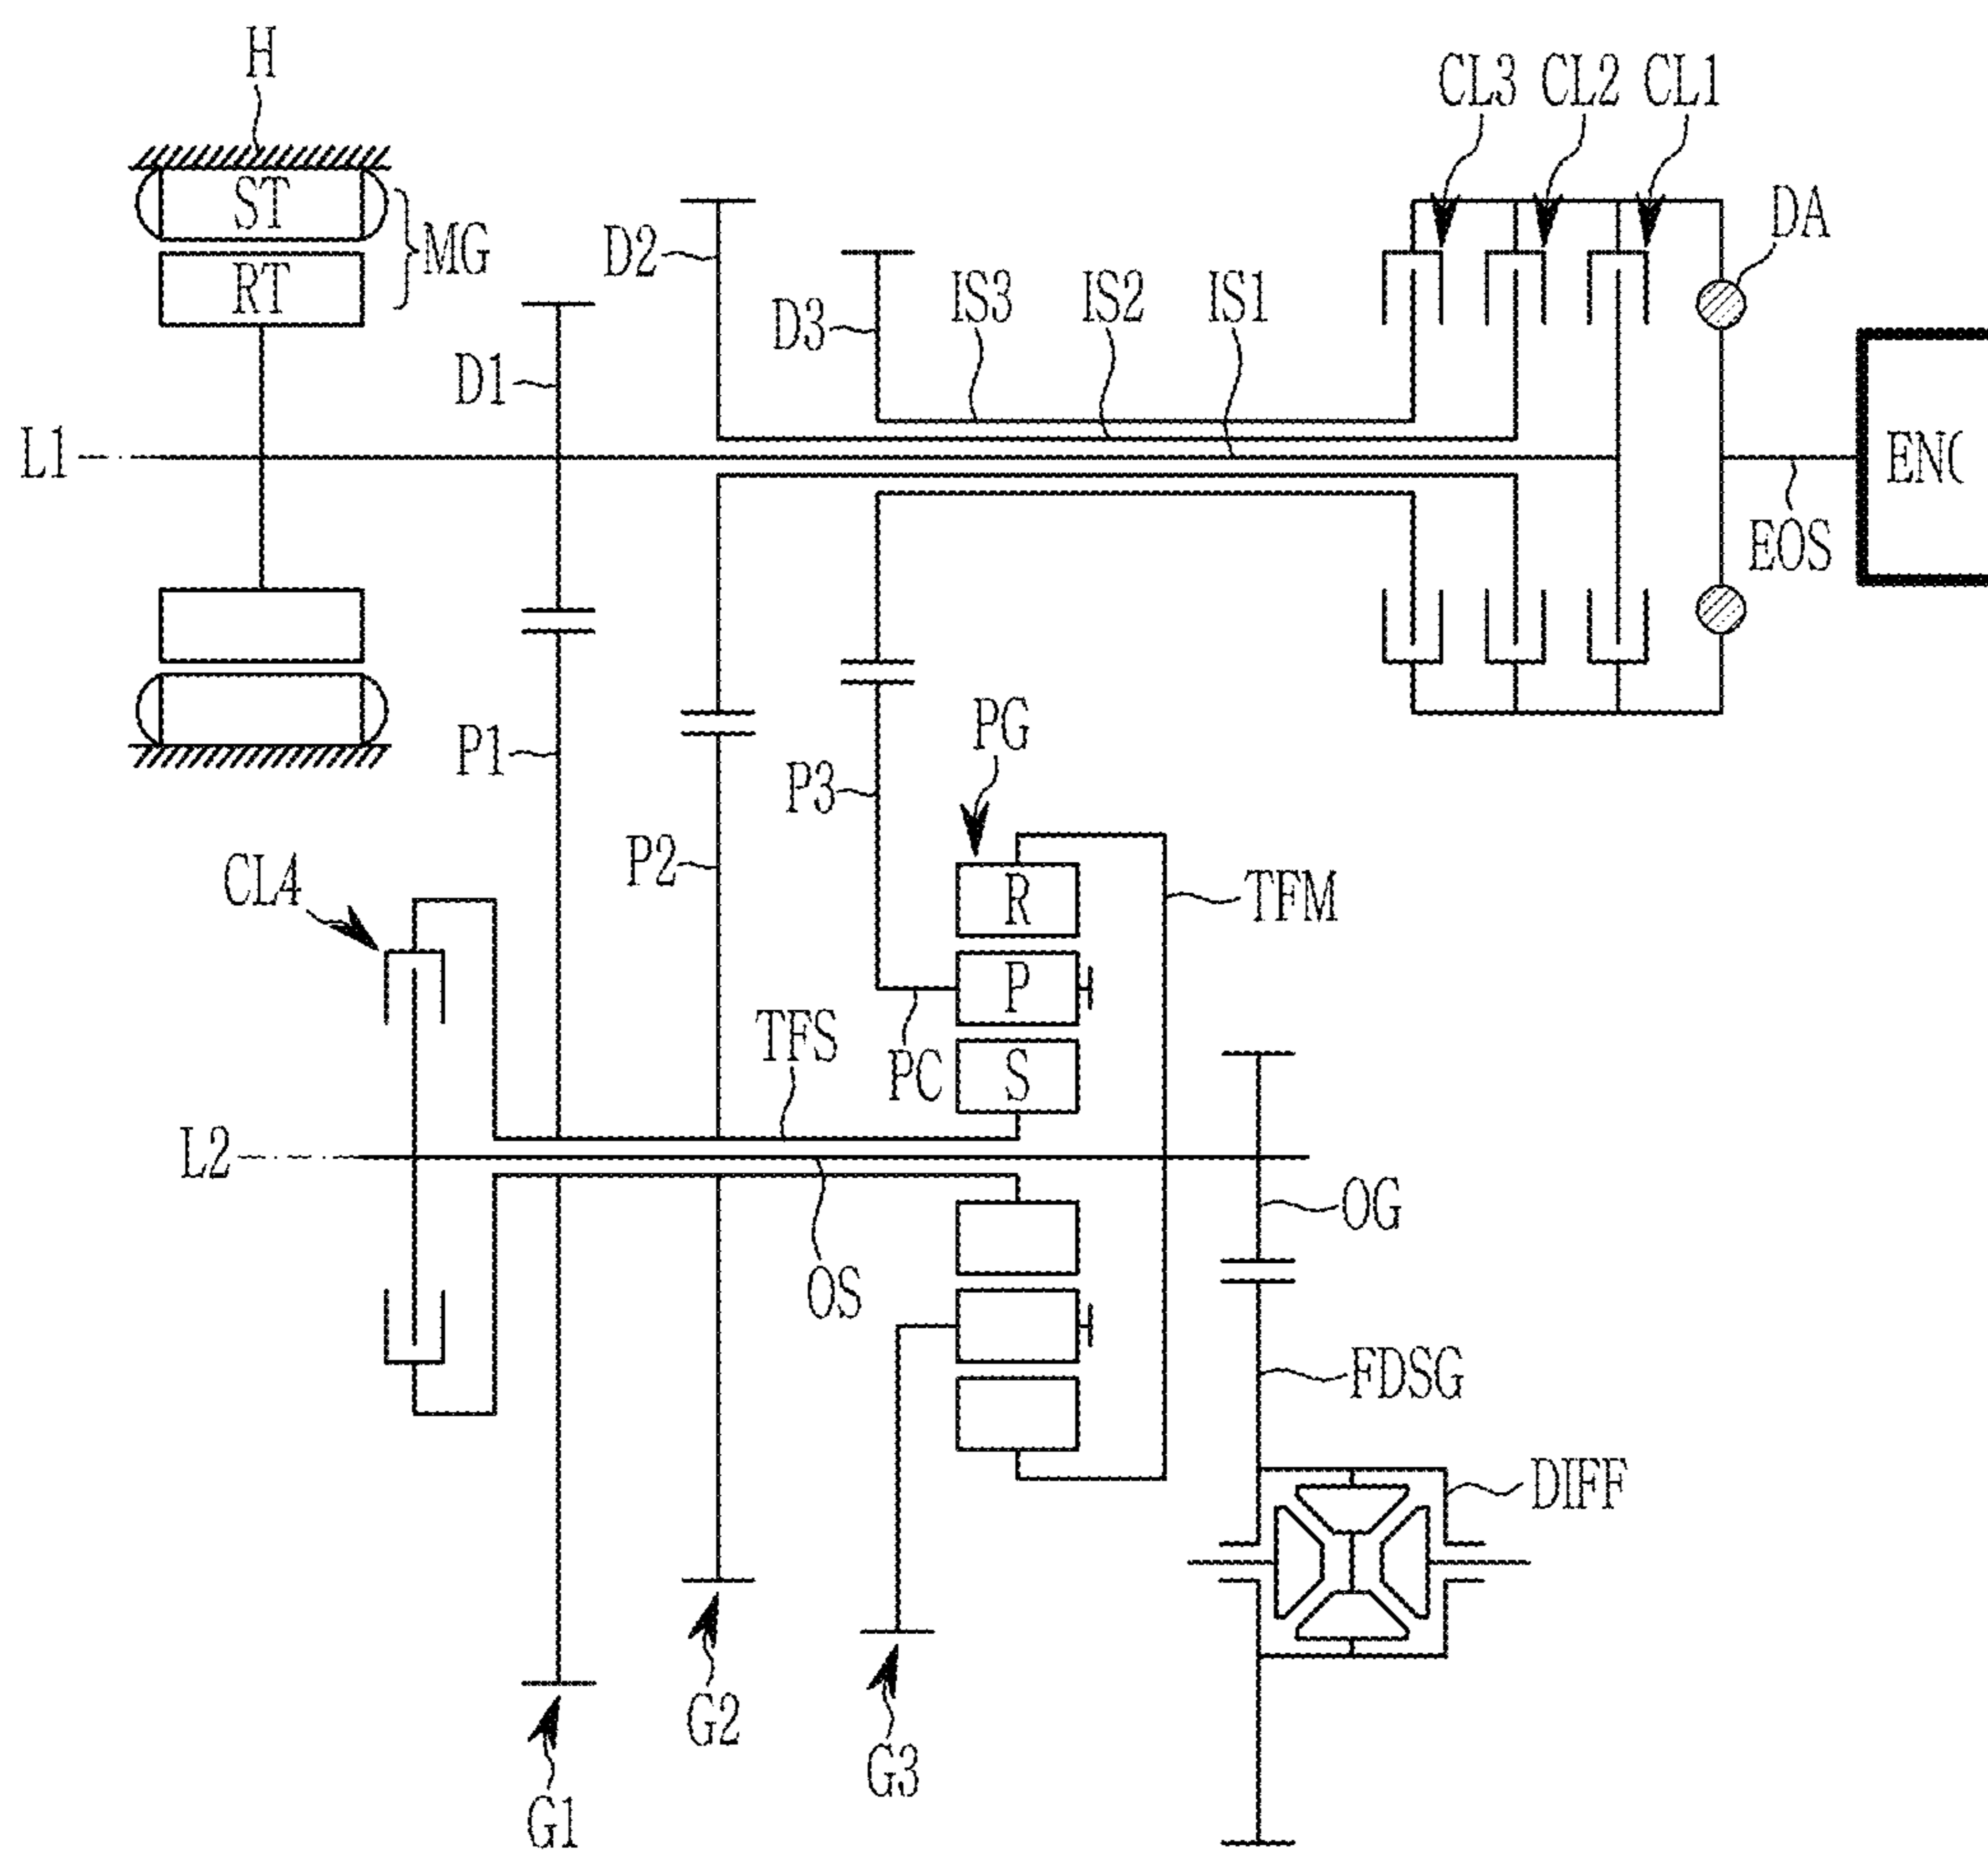 H
CL3 CL2 CL1
ST
DA
MG
D2
RT
IS3 IS2 IS1
D3
D1
L1
EN
EOS
P1
PG
P3
P2
CL4
R
TFM
P
TFS
PC
S
L2
OG
OS
FDSG
DIFF
G2
G3
G1